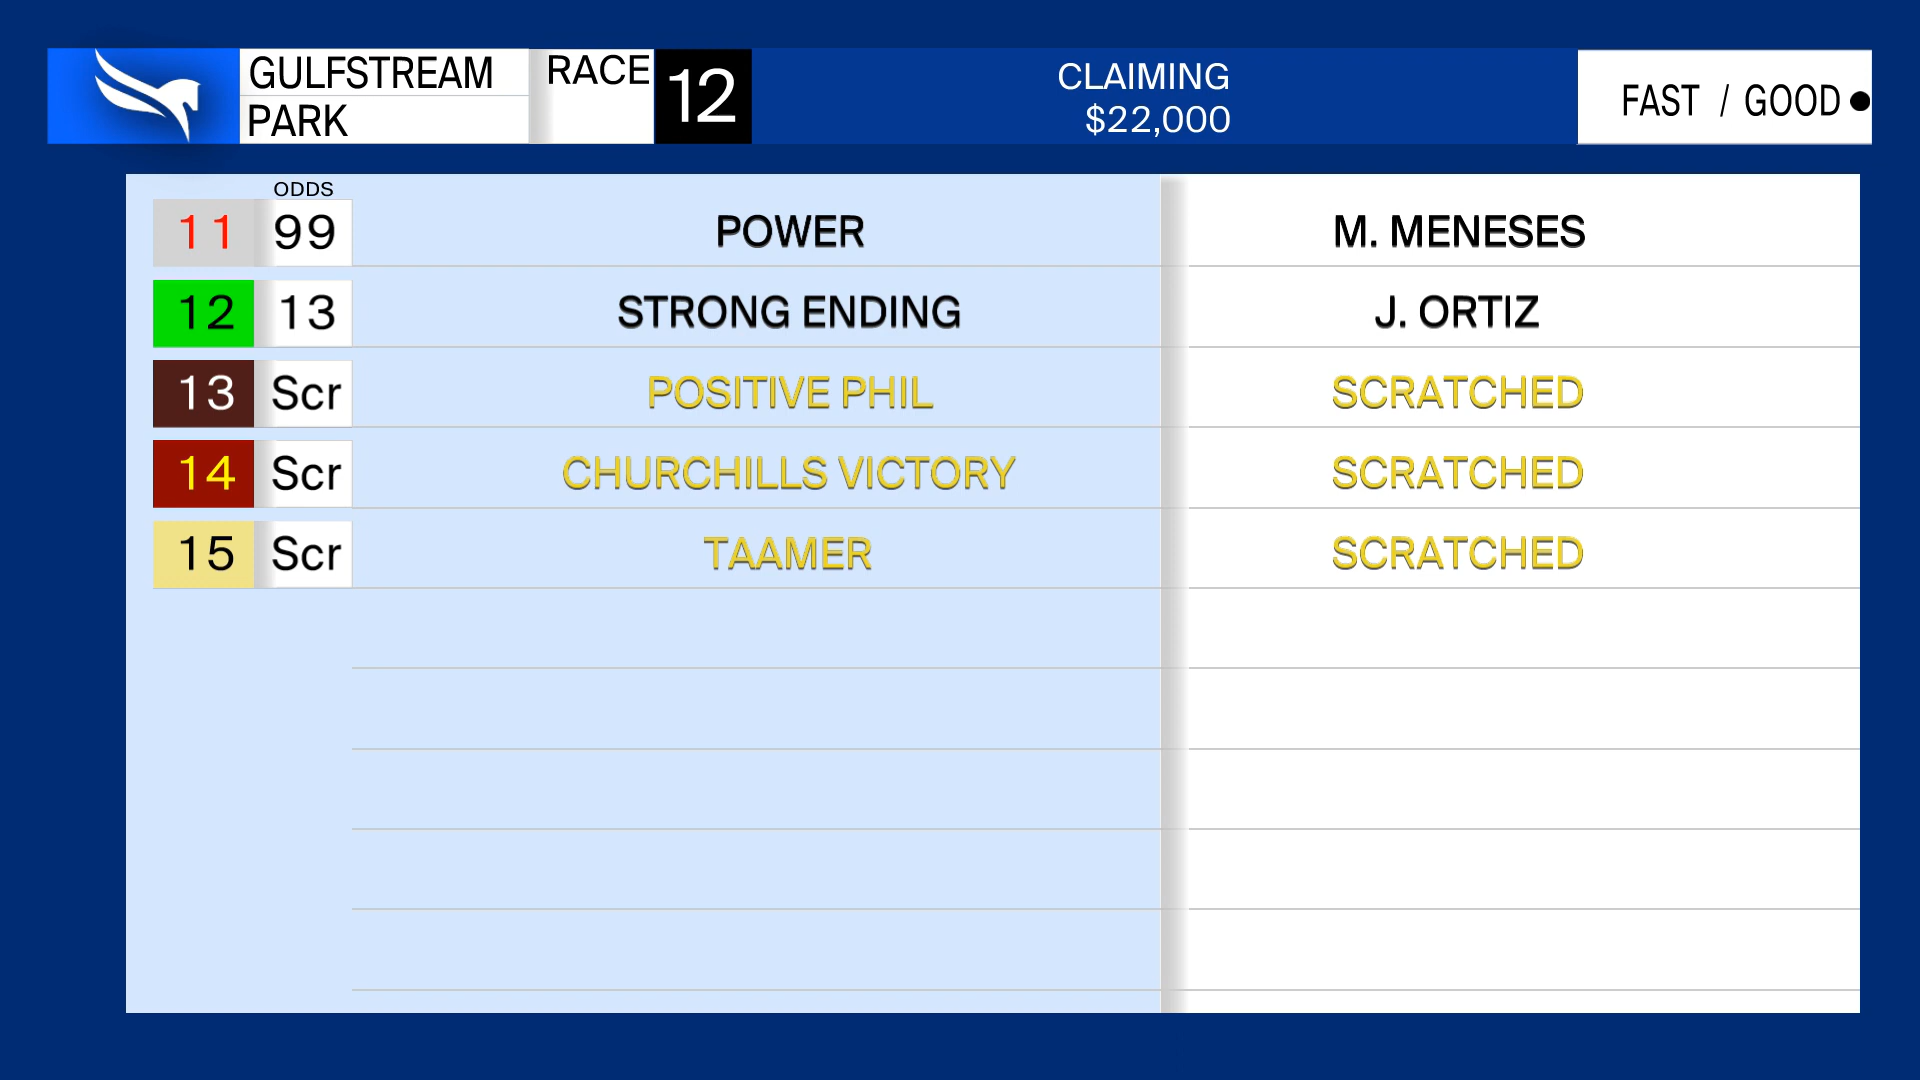 GULFSTREAM
PARK
RACE
12
CLAIMING
$22,000
FAST / GOOD
ODDS
11 99 POWER M. MENESES
12 13 STRONG ENDING J. ORTIZ
13 Scr POSITIVE PHIL SCRATCHED
14 Scr CHURCHILLS VICTORY SCRATCHED
15 Scr TAAMER SCRATCHED